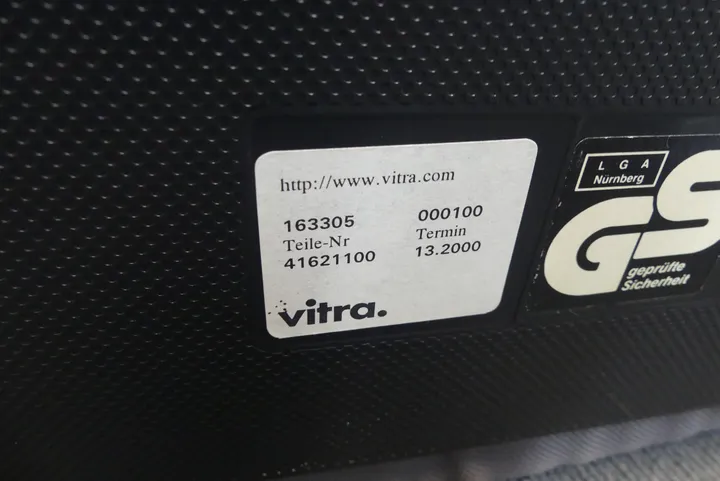 http://www.vitra.com
163305 000100
Teile-Nr Termin
41621100 13.2000
vitra.
L G A
Nürnberg
GS
geprüfte
Sicherheit